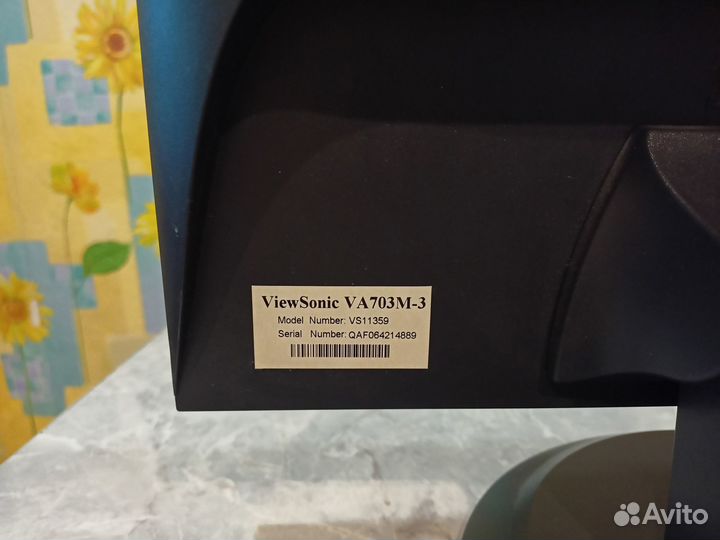 ViewSonic VA703M-3
Model Number: VS11359
Serial Number: QAF064214889
Avito